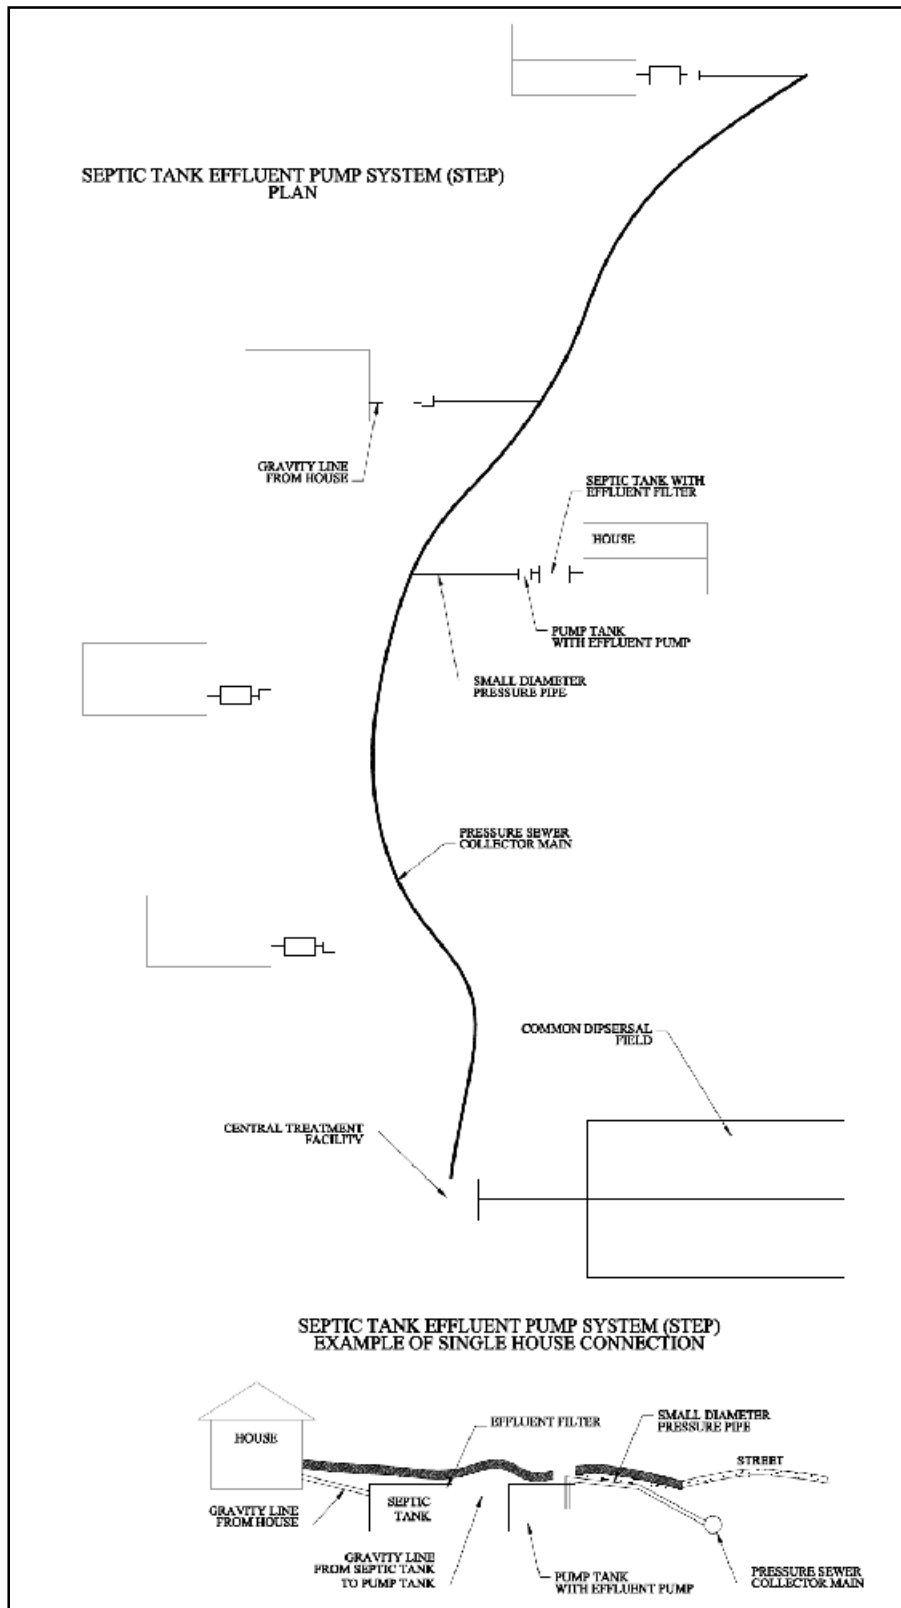 SEPTIC TANK EFFLUENT PUMP SYSTEM (STEP)
PLAN
GRAVITY LINE
FROM HOUSE
SEPTIC TANK WITH
EFFLUENT FILTER
HOUSE
PUMP TANK
WITH EFFLUENT PUMP
SMALL DIAMETER
PRESSURE PIPE
PRESSURE SEWER
COLLECTOR MAIN
COMMON DIPSERSAL
FIELD
CENTRAL TREATMENT
FACILITY
SEPTIC TANK EFFLUENT PUMP SYSTEM (STEP)
EXAMPLE OF SINGLE HOUSE CONNECTION
HOUSE
EFFLUENT FILTER
SMALL DIAMETER
PRESSURE PIPE
STREET
GRAVITY LINE
FROM HOUSE
SEPTIC
TANK
GRAVITY LINE
FROM SEPTIC TANK
TO PUMP TANK
PUMP TANK
WITH EFFLUENT PUMP
PRESSURE SEWER
COLLECTOR MAIN